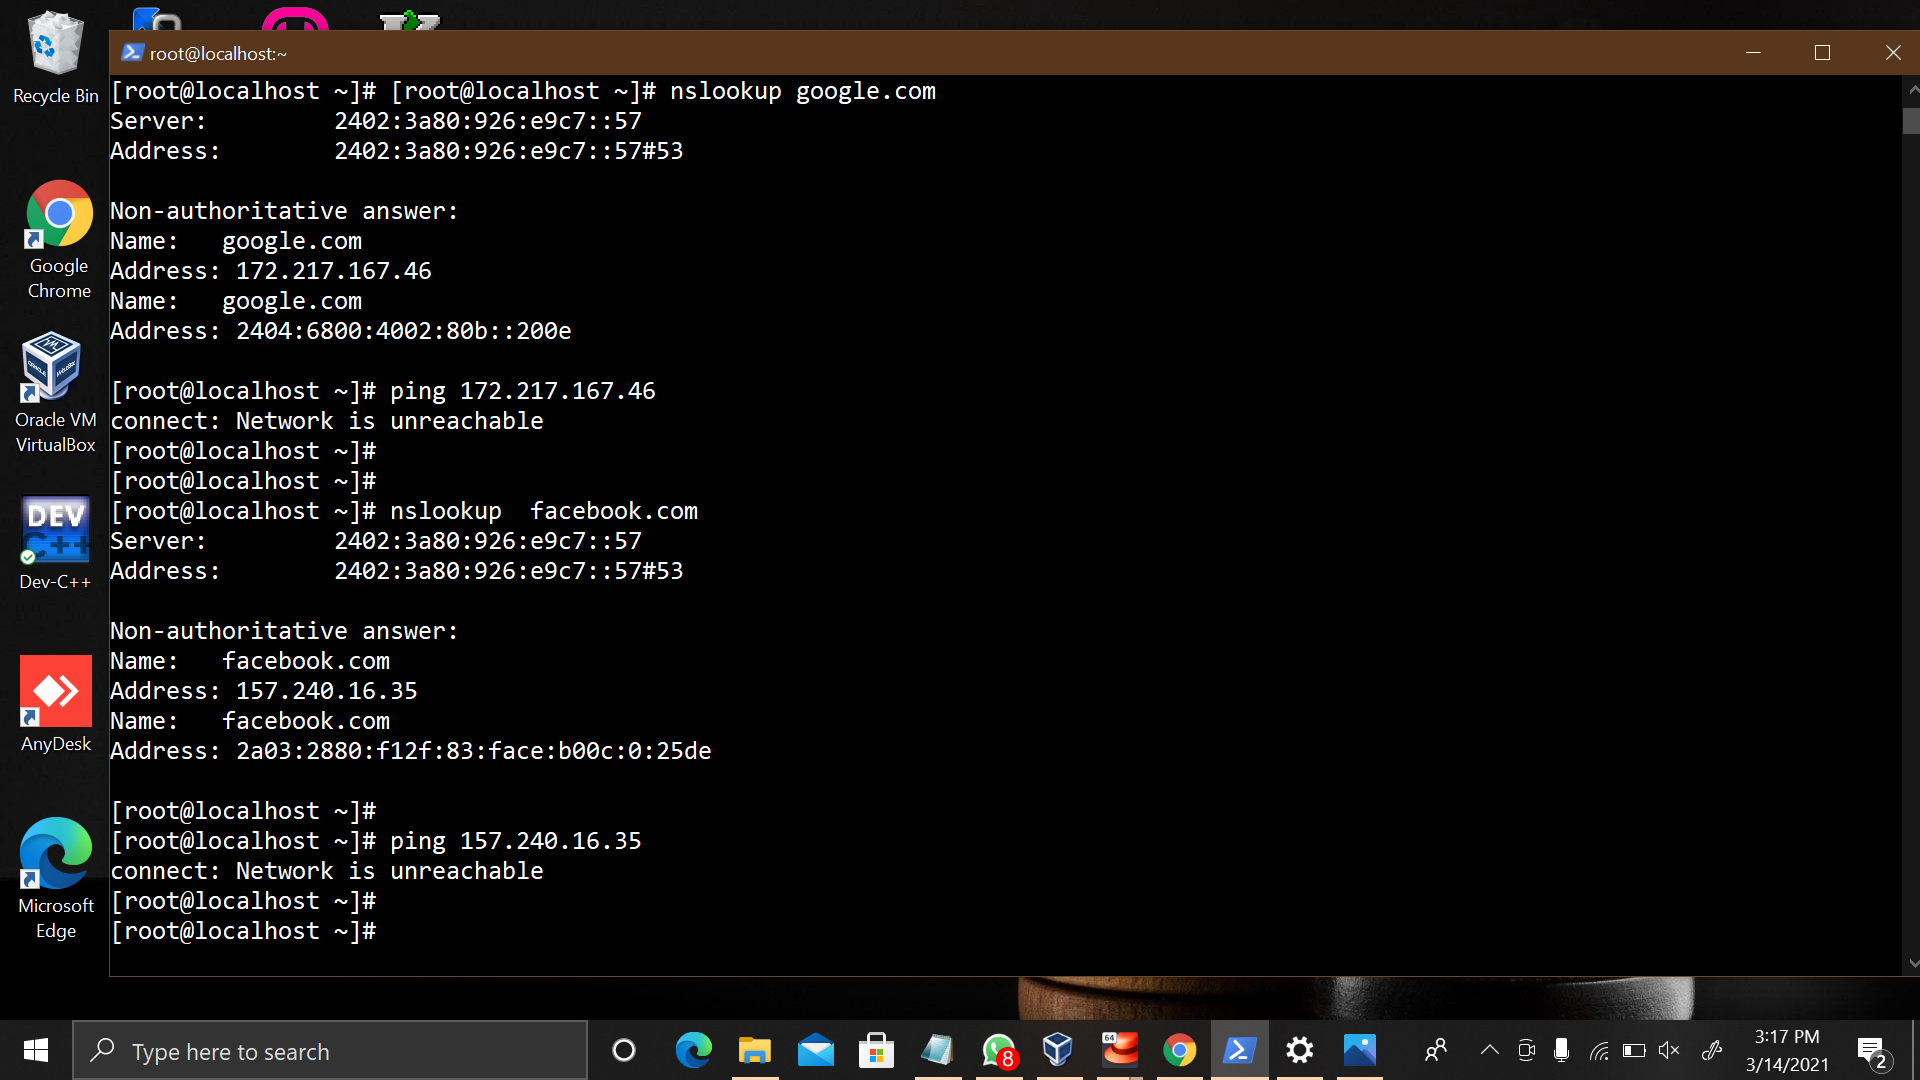 root@localhost:~
[root@localhost ~]# [root@localhost ~]# nslookup google.com
Server:         2402:3a80:926:e9c7::57
Address:        2402:3a80:926:e9c7::57#53

Non-authoritative answer:
Name:   google.com
Address: 172.217.167.46
Name:   google.com
Address: 2404:6800:4002:80b::200e

[root@localhost ~]# ping 172.217.167.46
connect: Network is unreachable
[root@localhost ~]#
[root@localhost ~]#
[root@localhost ~]# nslookup  facebook.com
Server:         2402:3a80:926:e9c7::57
Address:        2402:3a80:926:e9c7::57#53

Non-authoritative answer:
Name:   facebook.com
Address: 157.240.16.35
Name:   facebook.com
Address: 2a03:2880:f12f:83:face:b00c:0:25de

[root@localhost ~]#
[root@localhost ~]# ping 157.240.16.35
connect: Network is unreachable
[root@localhost ~]#
[root@localhost ~]#
Recycle Bin
Google
Chrome
Oracle VM
VirtualBox
DEV
C++
Dev-C++
AnyDesk
Microsoft
Edge
Type here to search
8
64
3:17 PM
3/14/2021
2